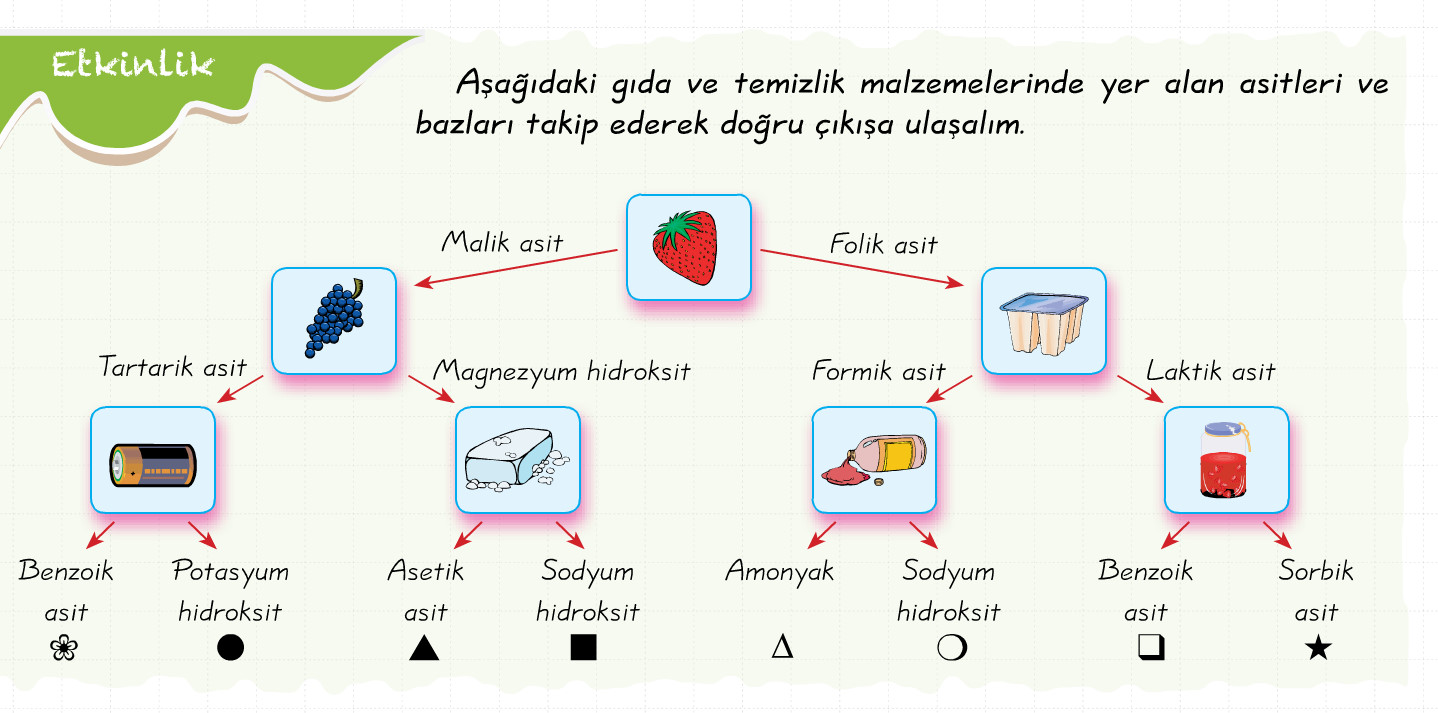 Etkinlik
Aşağıdaki gıda ve temizlik malzemelerinde yer alan asitleri ve
bazları takip ederek doğru çıkışa ulaşalım.
Malik asit
Folik asit
Tartarik asit
Magnezyum hidroksit
Formik asit
Laktik asit
Benzoik
asit
Potasyum
hidroksit
Asetik
asit
Sodyum
hidroksit
Amonyak
Sodyum
hidroksit
Benzoik
asit
Sorbik
asit